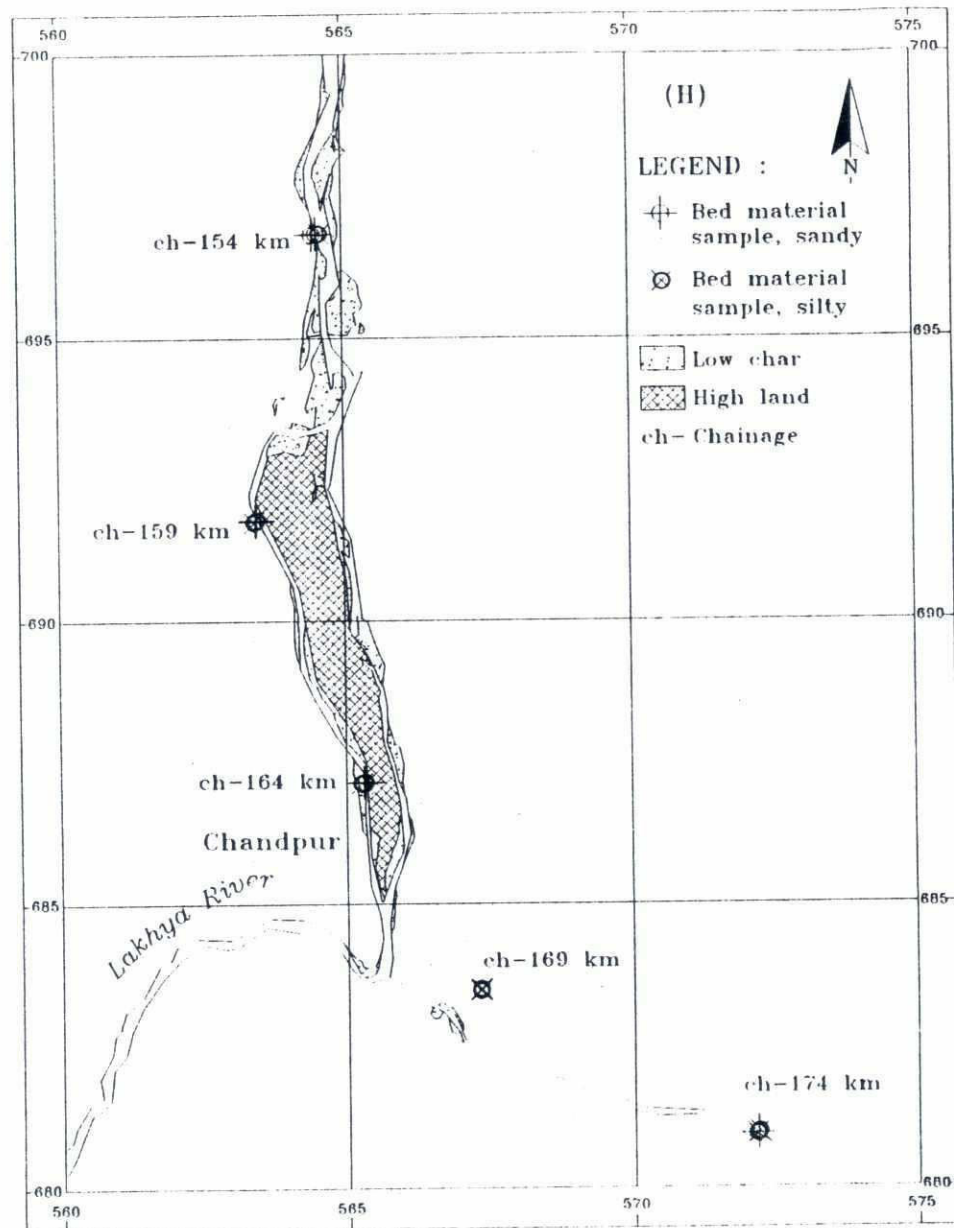 560
565
570
575
700
700
(H)
N
LEGEND :
Bed material
sample, sandy
Bed material
sample, silty
Low char
High land
ch- Chainage
ch-154 km
695
695
ch-159 km
690
690
ch-164 km
Chandpur
685
685
Lakhya River
ch-169 km
ch-174 km
680
680
560
565
570
575